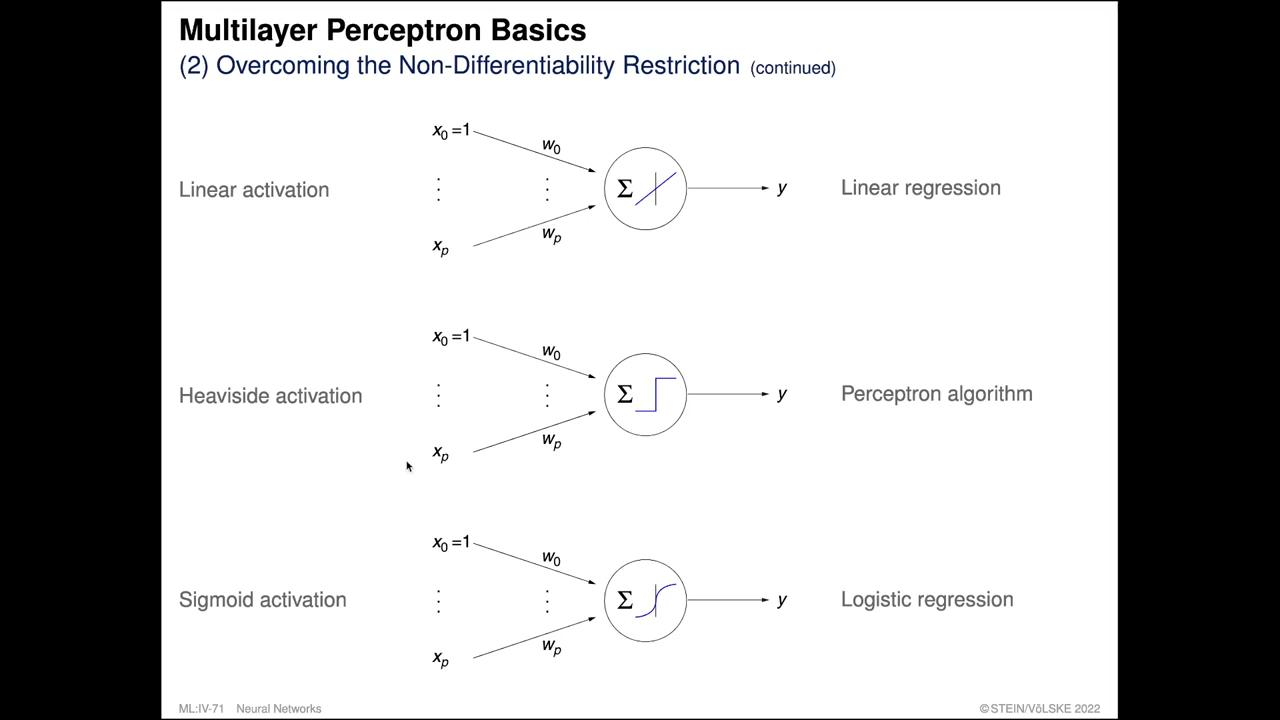 Multilayer Perceptron Basics
(2) Overcoming the Non-Differentiability Restriction (continued)
x0 =1
w0
Linear activation
Σ
y
Linear regression
xp
wp
x0 =1
w0
Heaviside activation
Σ
y
Perceptron algorithm
xp
wp
x0 =1
w0
Sigmoid activation
Σ
y
Logistic regression
xp
wp
ML:IV-71 Neural Networks
©STEIN/VÖLSKE 2022